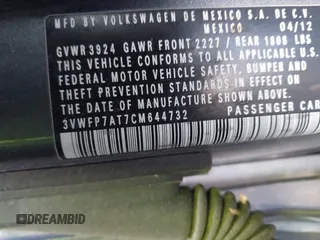 MFD BY VOLKSWAGEN DE MEXICO S.A. DE C.V.
MEXICO 04/12
GVWR 3924 GAWR FRONT 2227 / REAR 1808 LBS
THIS VEHICLE CONFORMS TO ALL APPLICABLE U.S.
FEDERAL MOTOR VEHICLE SAFETY, BUMPER AND
THEFT PREVENTION STANDARDS IN EFFECT ON THE
DATE OF MANUFACTURE SHOWN ABOVE
3VWFP7AT7CM644732 PASSENGER CAR
DREAMBID